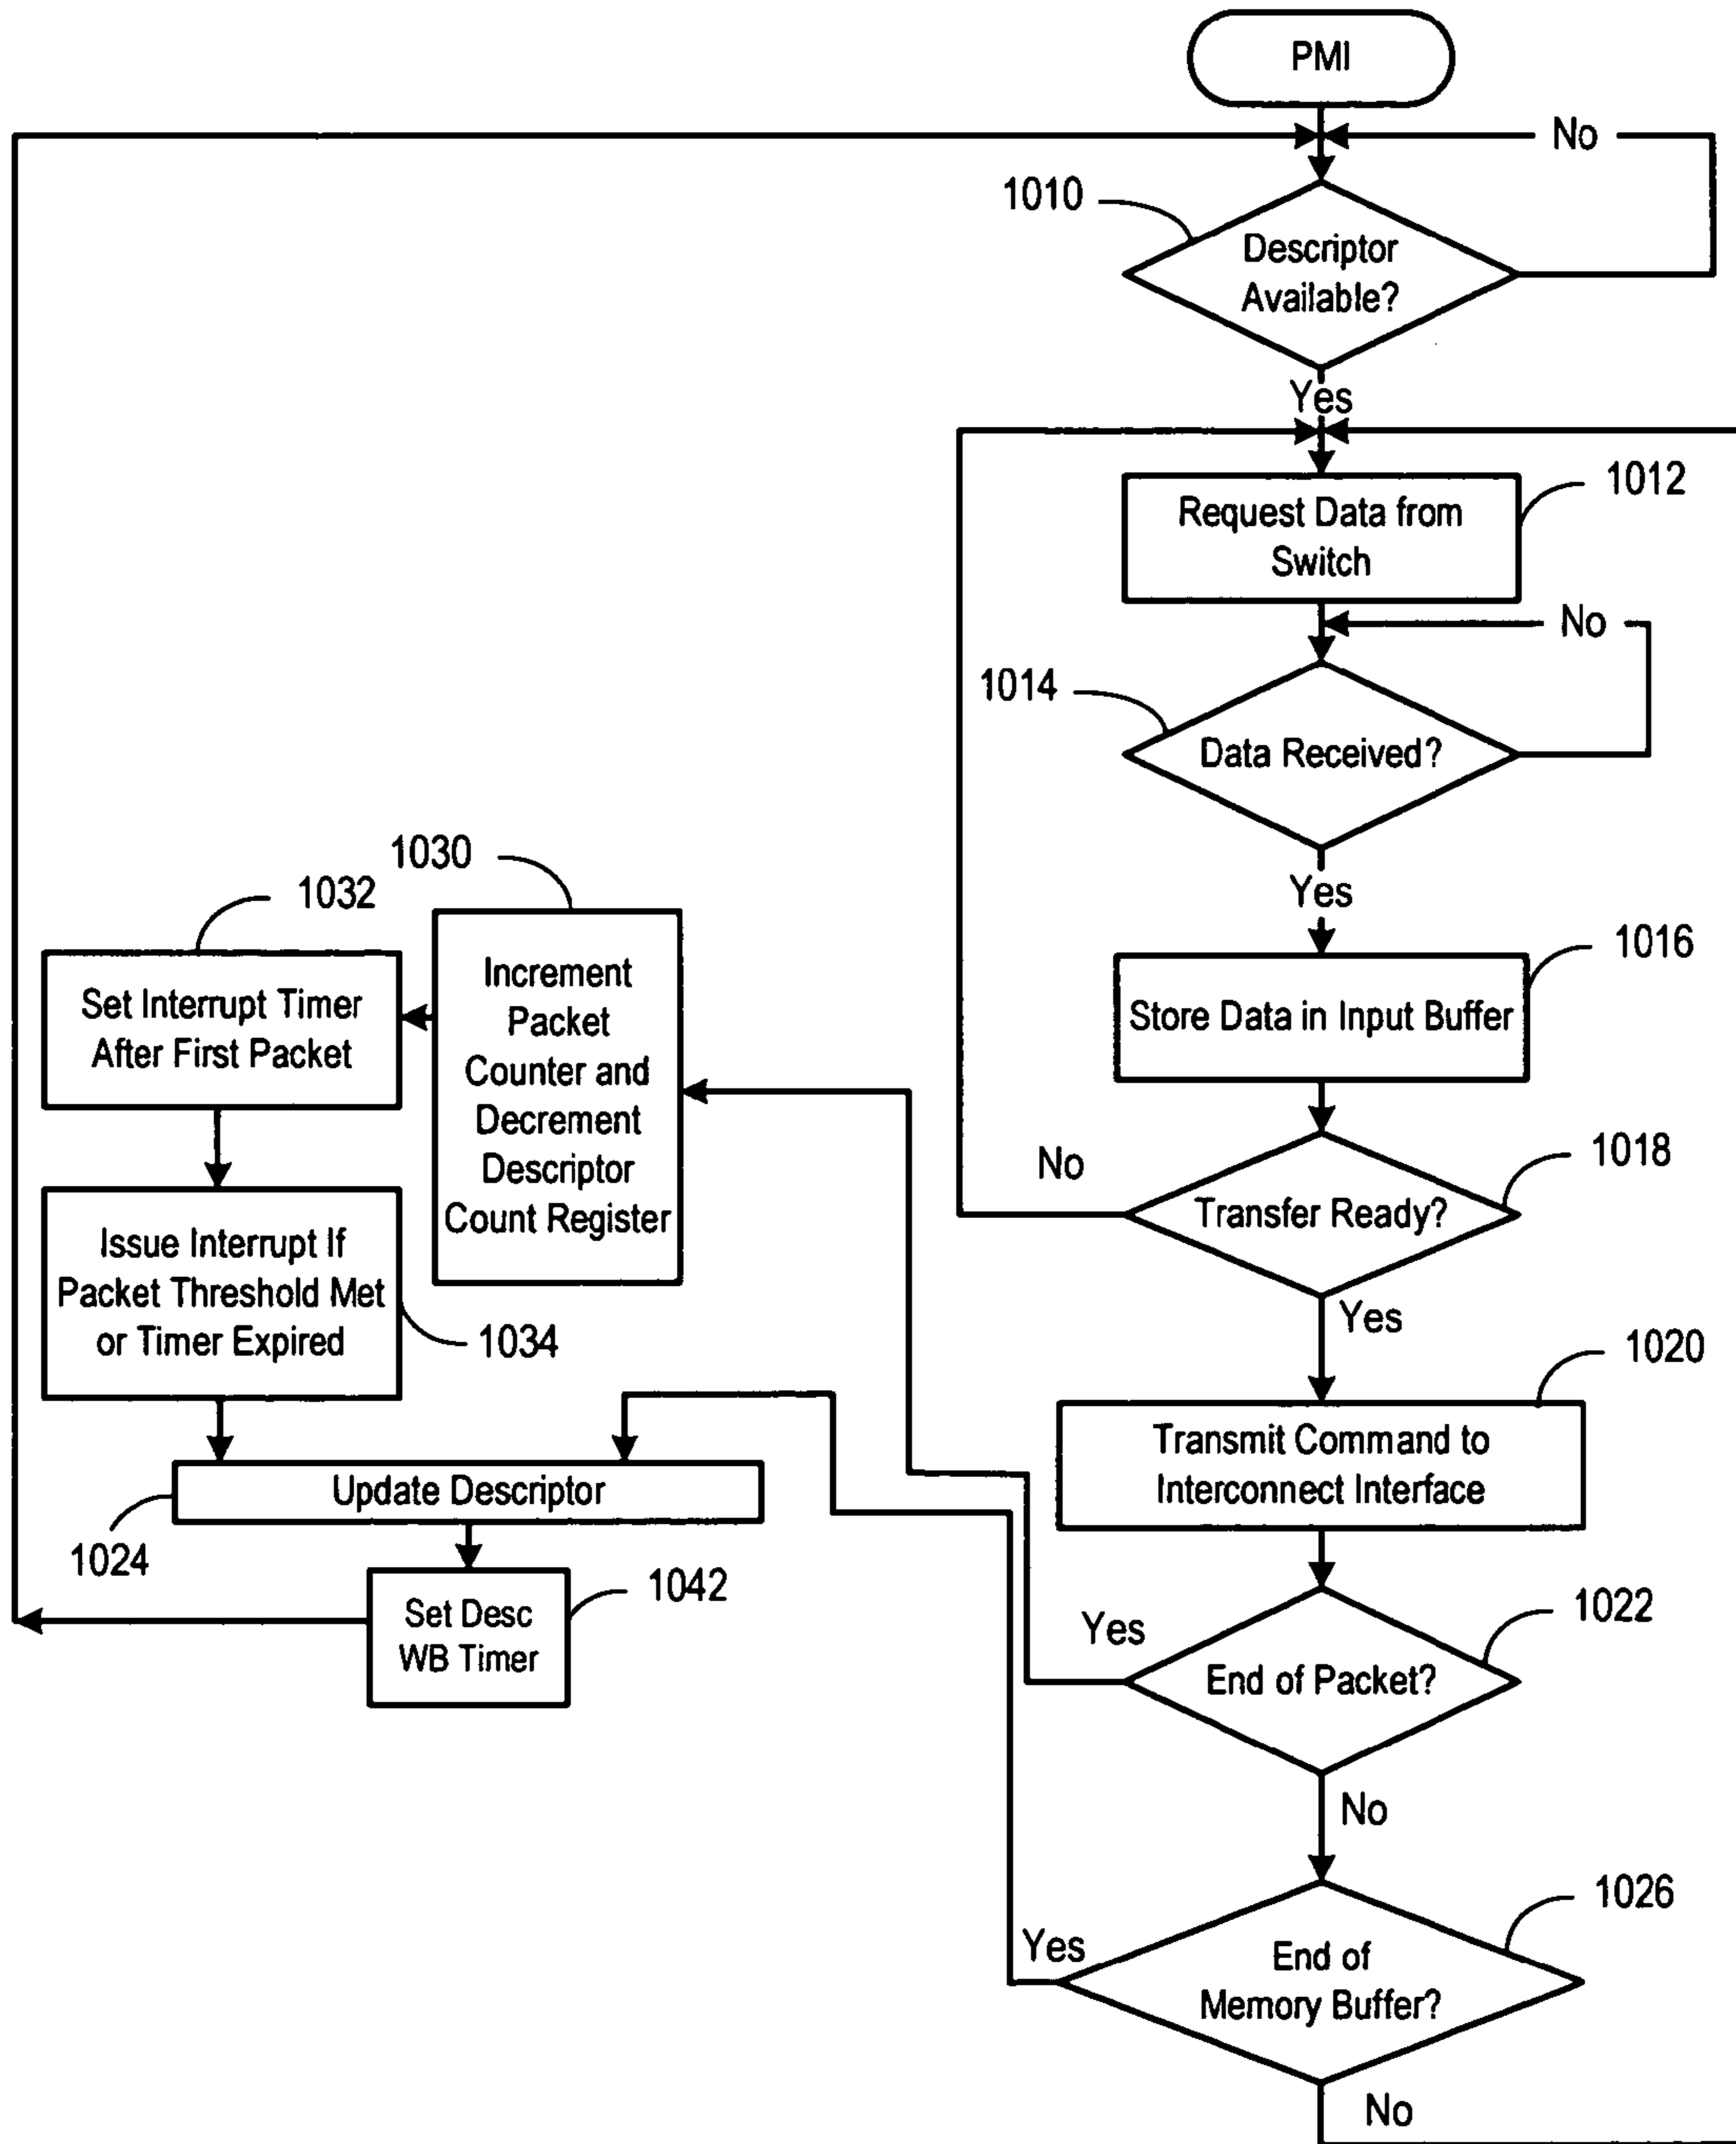 PMI
No
1010
Descriptor
Available?
Yes
1012
Request Data from
Switch
No
1014
Data Received?
Yes
1016
Store Data in Input Buffer
1018
No
Transfer Ready?
Yes
1020
Transmit Command to
Interconnect Interface
1022
Yes
End of Packet?
No
1026
Yes
End of
Memory Buffer?
No
1030
Increment
Packet
Counter and
Decrement
Descriptor
Count Register
1032
Set Interrupt Timer
After First Packet
Issue Interrupt If
Packet Threshold Met
or Timer Expired
1034
Update Descriptor
1024
1042
Set Desc
WB Timer